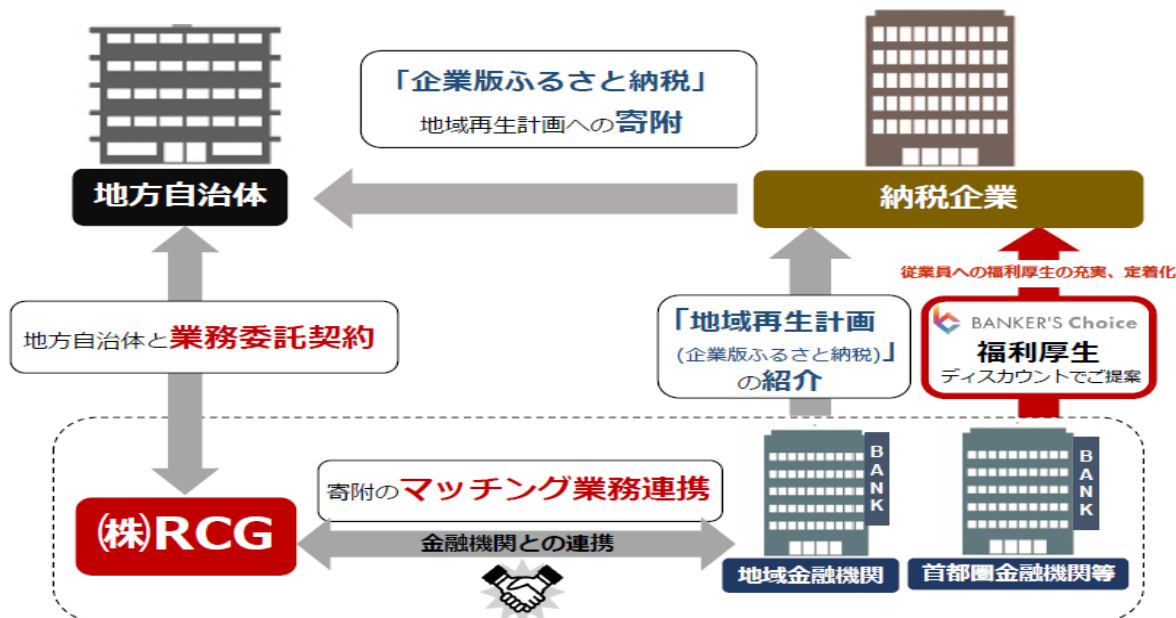 「企業版ふるさと納税」
地域再生計画への寄附
地方自治体
納税企業
従業員への福利厚生の充実、定着化
地方自治体と業務委託契約
「地域再生計画
(企業版ふるさと納税)」
の紹介
BANKER'S Choice
福利厚生
ディスカウントでご提案
寄附のマッチング業務連携
㈱RCG
金融機関との連携
BANK
BANK
地域金融機関
首都圏金融機関等